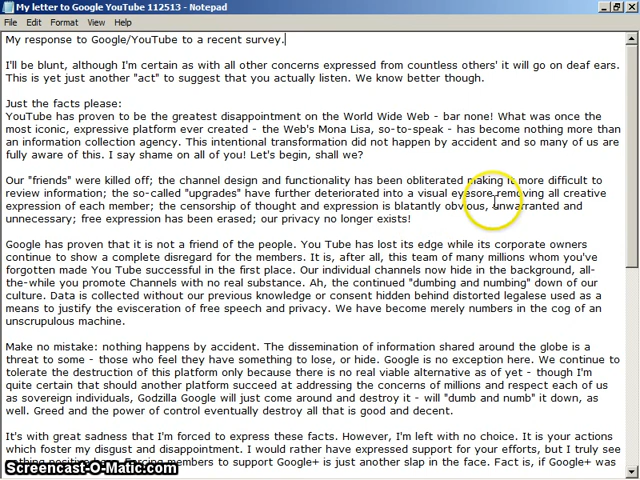 My letter to Google YouTube 112513 - Notepad
File Edit Format View Help
My response to Google/YouTube to a recent survey.
I'll be blunt, although I'm certain as with all other concerns expressed from countless others' it will go on deaf ears.
This is yet just another "act" to suggest that you actually listen. We know better though.
Just the facts please:
YouTube has proven to be the greatest disappointment on the World Wide Web - bar none! What was once the
most iconic, expressive platform ever created - the Web's Mona Lisa, so-to-speak - has become nothing more than
an information collection agency. This intentional transformation did not happen by accident and so many of us are
fully aware of this. I say shame on all of you! Let's begin, shall we?
Our "friends" were killed off; the channel design and functionality has been obliterated making it more difficult to
review information; the so-called "upgrades" have further deteriorated into a visual eyesore, removing all creative
expression of each member; the censorship of thought and expression is blatantly obvious, unwarranted and
unnecessary; free expression has been erased; our privacy no longer exists!
Google has proven that it is not a friend of the people. You Tube has lost its edge while its corporate owners
continue to show a complete disregard for the members. It is, after all, this team of many millions whom you've
forgotten made You Tube successful in the first place. Our individual channels now hide in the background, all-
the-while you promote Channels with no real substance. Ah, the continued "dumbing and numbing" down of our
culture. Data is collected without our previous knowledge or consent hidden behind distorted legalese used as a
means to justify the evisceration of free speech and privacy. We have become merely numbers in the cog of an
unscrupulous machine.
Make no mistake: nothing happens by accident. The dissemination of information shared around the globe is a
threat to some - those who feel they have something to lose, or hide. Google is no exception here. We continue to
tolerate the destruction of this platform only because there is no real viable alternative as of yet - though I'm
quite certain that should another platform succeed at addressing the concerns of millions and respect each of us
as sovereign individuals, Godzilla Google will just come around and destroy it - will "dumb and numb" it down, as
well. Greed and the power of control eventually destroy all that is good and decent.
It's with great sadness that I'm forced to express these facts. However, I'm left with no choice. It is your actions
which foster my disgust and disappointment. I would rather have expressed support for your efforts, but I truly see
nothing positive here. Forcing members to support Google+ is just another slap in the face. Fact is, if Google+ was
Screencast-O-Matic.com